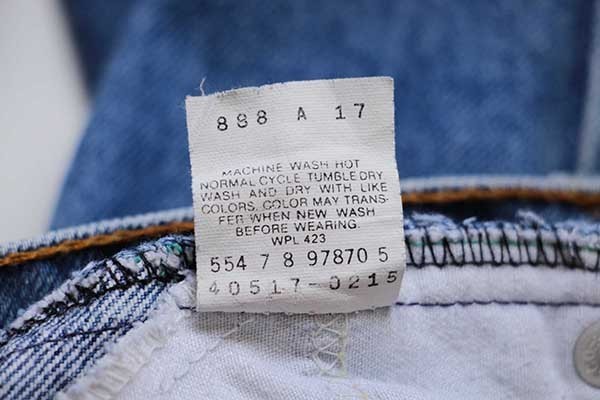 888 A 17
MACHINE WASH HOT
NORMAL CYCLE TUMBLE DRY
WASH AND DRY WITH LIKE
COLORS. COLOR MAY TRANS-
FER WHEN NEW WASH
BEFORE WEARING.
WPL 423
554 7 8 97870 5
40517-0215